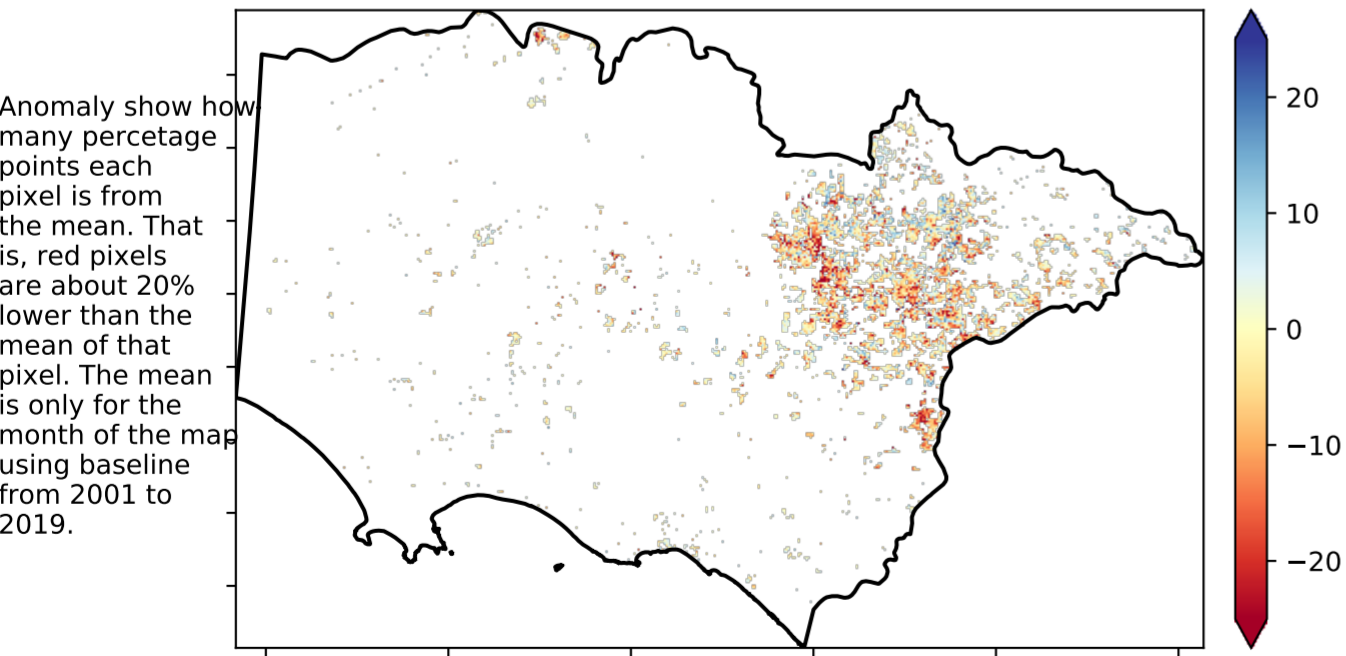 Anomaly show how
many percetage
points each
pixel is from
the mean. That
is, red pixels
are about 20%
lower than the
mean of that
pixel. The mean
is only for the
month of the map
using baseline
from 2001 to
2019.
20
10
0
−10
−20